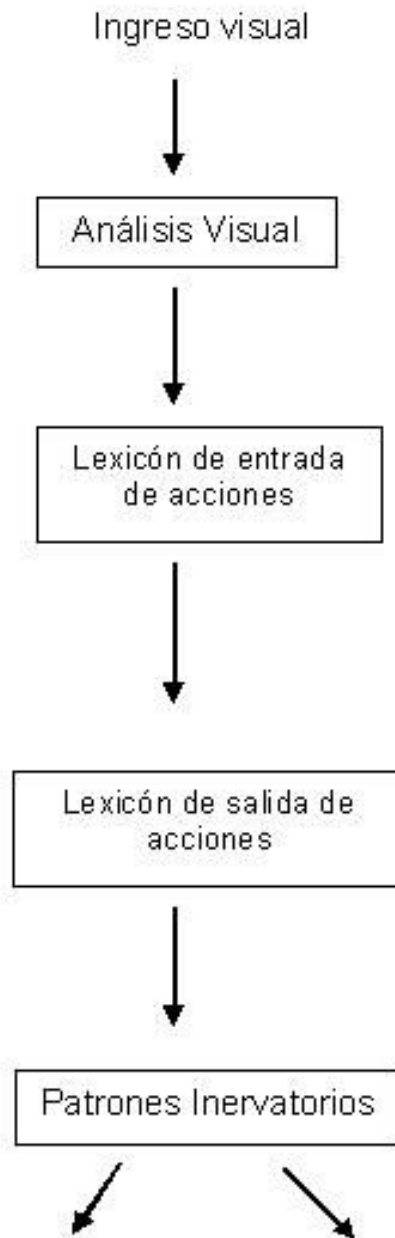 Ingreso visual
Análisis Visual
Lexicón de entrada
de acciones
Lexicón de salida de
acciones
Patrones Inervatorios